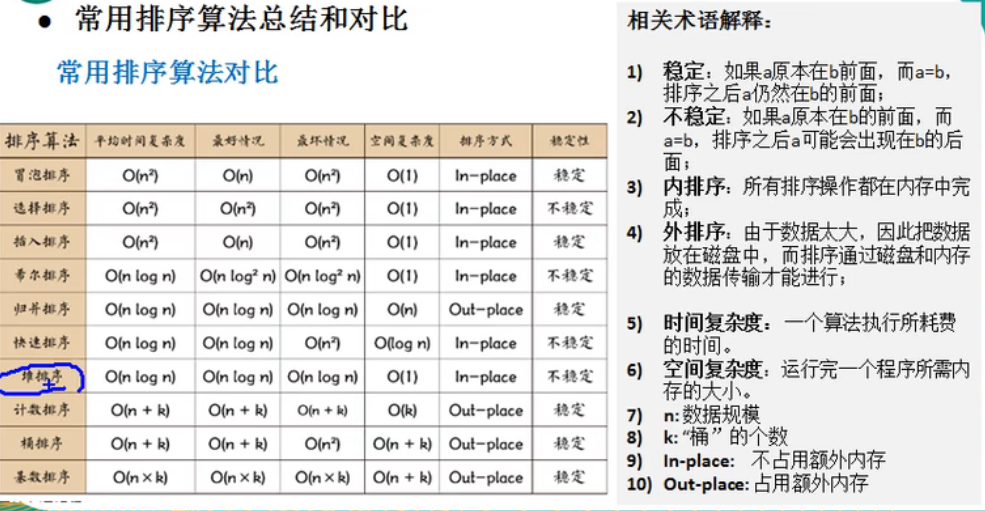 • 常用排序算法总结和对比
常用排序算法对比
排序算法 平均时间复杂度 最好情况 最坏情况 空间复杂度 排序方式 稳定性
冒泡排序 O(n²) O(n) O(n²) O(1) In-place 稳定
选择排序 O(n²) O(n²) O(n²) O(1) In-place 不稳定
插入排序 O(n²) O(n) O(n²) O(1) In-place 稳定
希尔排序 O(n log n) O(n log² n) O(n log² n) O(1) In-place 不稳定
归并排序 O(n log n) O(n log n) O(n log n) O(n) Out-place 稳定
快速排序 O(n log n) O(n log n) O(n²) O(log n) In-place 不稳定
堆排序 O(n log n) O(n log n) O(n log n) O(1) In-place 不稳定
计数排序 O(n + k) O(n + k) O(n + k) O(k) Out-place 稳定
桶排序 O(n + k) O(n + k) O(n²) O(n + k) Out-place 稳定
基数排序 O(n×k) O(n×k) O(n×k) O(n + k) Out-place 稳定
相关术语解释：
1) 稳定：如果a原本在b前面，而a=b，
排序之后a仍然在b的前面；
2) 不稳定：如果a原本在b的前面，而
a=b，排序之后a可能会出现在b的后
面；
3) 内排序：所有排序操作都在内存中完
成；
4) 外排序：由于数据太大，因此把数据
放在磁盘中，而排序通过磁盘和内存
的数据传输才能进行；
5) 时间复杂度：一个算法执行所耗费
的时间。
6) 空间复杂度：运行完一个程序所需内
存的大小。
7) n: 数据规模
8) k: “桶”的个数
9) In-place: 不占用额外内存
10) Out-place: 占用额外内存